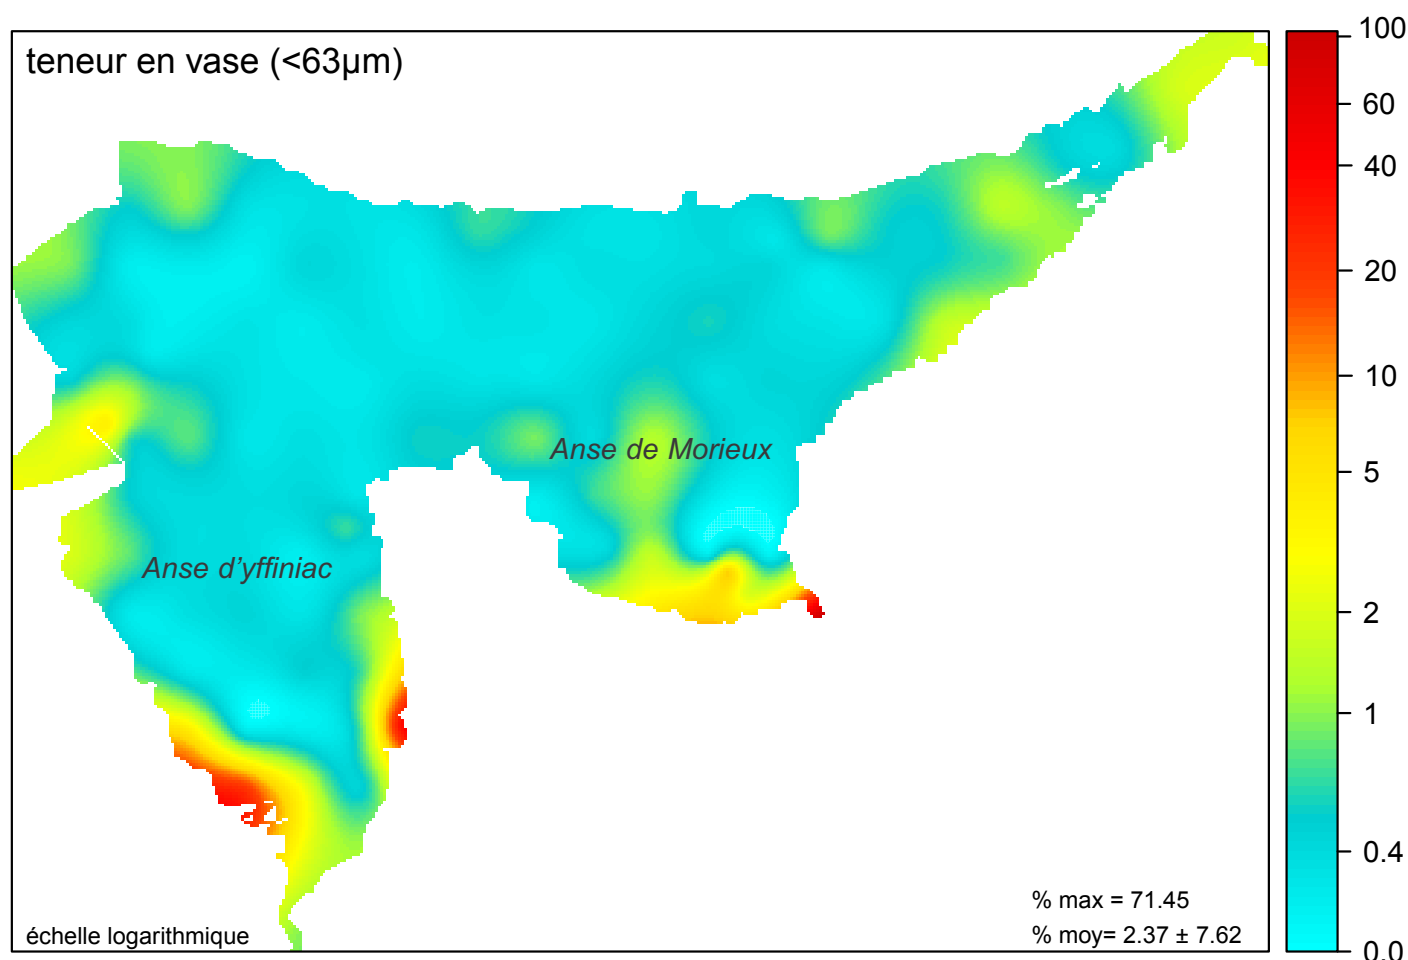 teneur en vase (<63µm)
Anse de Morieux
Anse d'yffiniac
% max = 71.45
% moy= 2.37 ± 7.62
échelle logarithmique
100
60
40
20
10
5
2
1
0.4
0.0